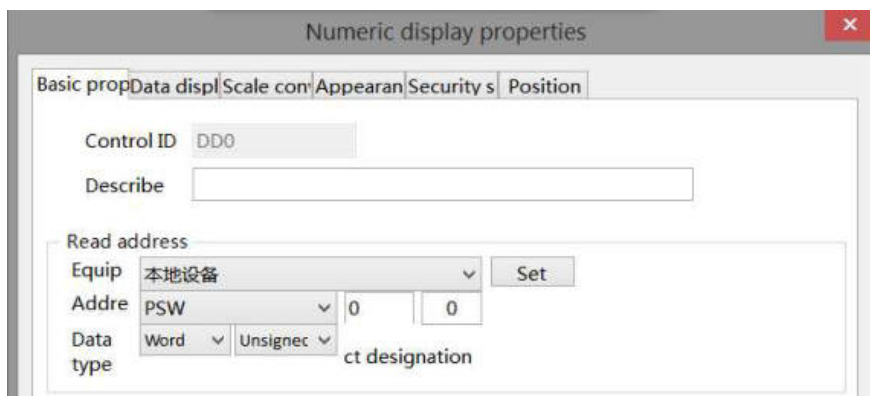 Numeric display properties
Basic prop Data displ Scale con Appearan Security s Position
Control ID DD0
Describe
Read address
Equip 本地设备 Set
Addre PSW 0 0
Data type Word Unsignec
ct designation